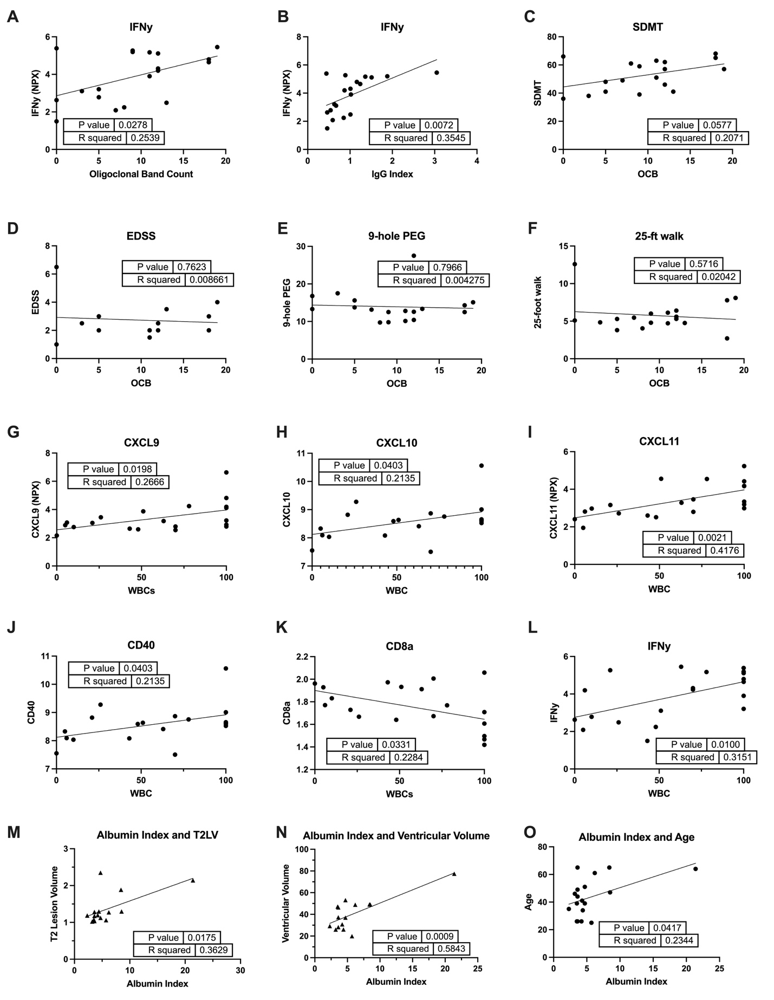 A
B
C
IFNy
IFNy
SDMT
IFNy (NPX)
6
4
2
0
P value 0.0278
R squared 0.2539
0 5 10 15 20
Oligoclonal Band Count
IFNy (NPX)
8
6
4
2
0
P value 0.0072
R squared 0.3545
0 1 2 3 4
IgG Index
SDMT
80
60
40
20
0
P value 0.0577
R squared 0.2071
0 5 10 15 20
OCB
D
E
F
EDSS
9-hole PEG
25-ft walk
EDSS
8
6
4
2
0
P value 0.7623
R squared 0.008661
0 5 10 15 20
OCB
9-hole PEG
30
20
10
0
P value 0.7966
R squared 0.004275
0 5 10 15 20
OCB
25-foot walk
15
10
5
0
P value 0.5716
R squared 0.02042
0 5 10 15 20
OCB
G
H
I
CXCL9
CXCL10
CXCL11
CXCL9 (NPX)
8
6
4
2
0
P value 0.0198
R squared 0.2666
0 50 100
WBCs
CXCL10
11
10
9
8
7
P value 0.0403
R squared 0.2135
0 50 100
WBC
CXCL11 (NPX)
6
4
2
0
P value 0.0021
R squared 0.4176
0 50 100
WBC
J
K
L
CD40
CD8a
IFNy
CD40
11
10
9
8
7
P value 0.0403
R squared 0.2135
0 50 100
WBC
CD8a
2.2
2.0
1.8
1.6
1.4
1.2
P value 0.0331
R squared 0.2284
0 50 100
WBCs
IFNy
6
4
2
0
P value 0.0100
R squared 0.3151
0 50 100
WBC
M
N
O
Albumin Index and T2LV
Albumin Index and Ventricular Volume
Albumin Index and Age
T2 Lesion Volume
3
2
1
0
P value 0.0175
R squared 0.3629
0 10 20 30
Albumin Index
Ventricular Volume
100
80
60
40
20
0
P value 0.0009
R squared 0.5843
0 5 10 15 20 25
Albumin Index
Age
80
60
40
20
0
P value 0.0417
R squared 0.2344
0 5 10 15 20 25
Albumin Index